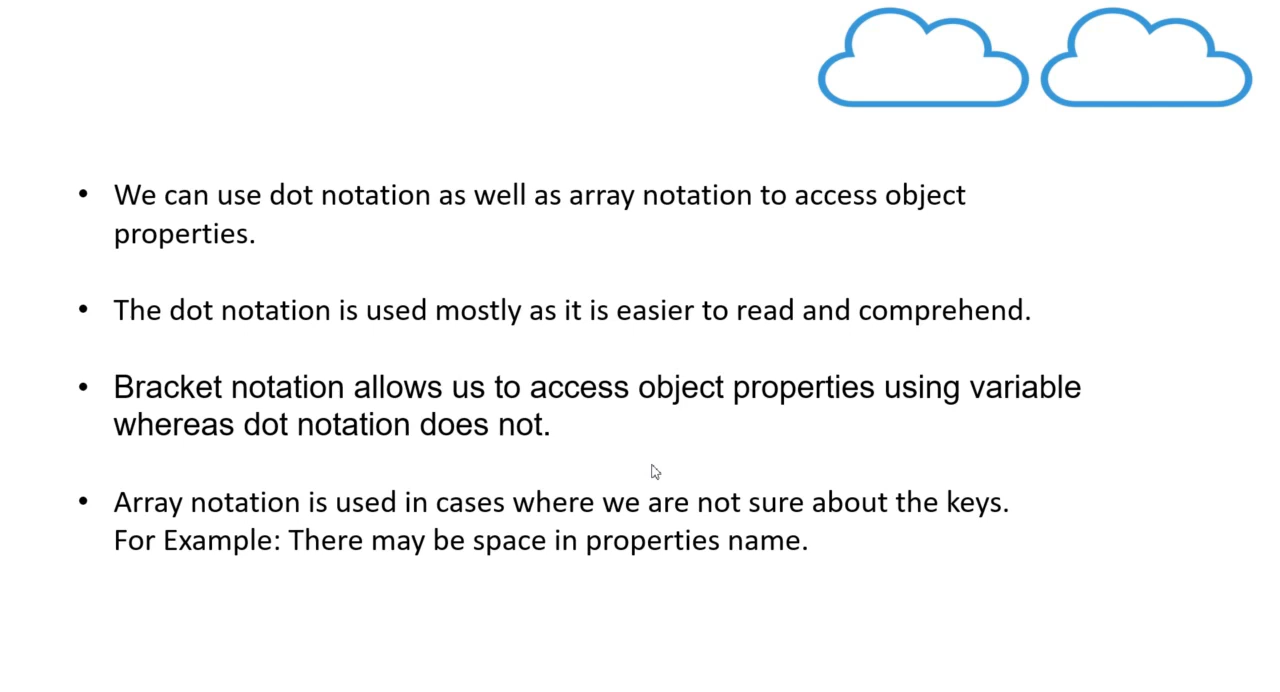 • We can use dot notation as well as array notation to access object
properties.
• The dot notation is used mostly as it is easier to read and comprehend.
• Bracket notation allows us to access object properties using variable
whereas dot notation does not.
• Array notation is used in cases where we are not sure about the keys.
For Example: There may be space in properties name.